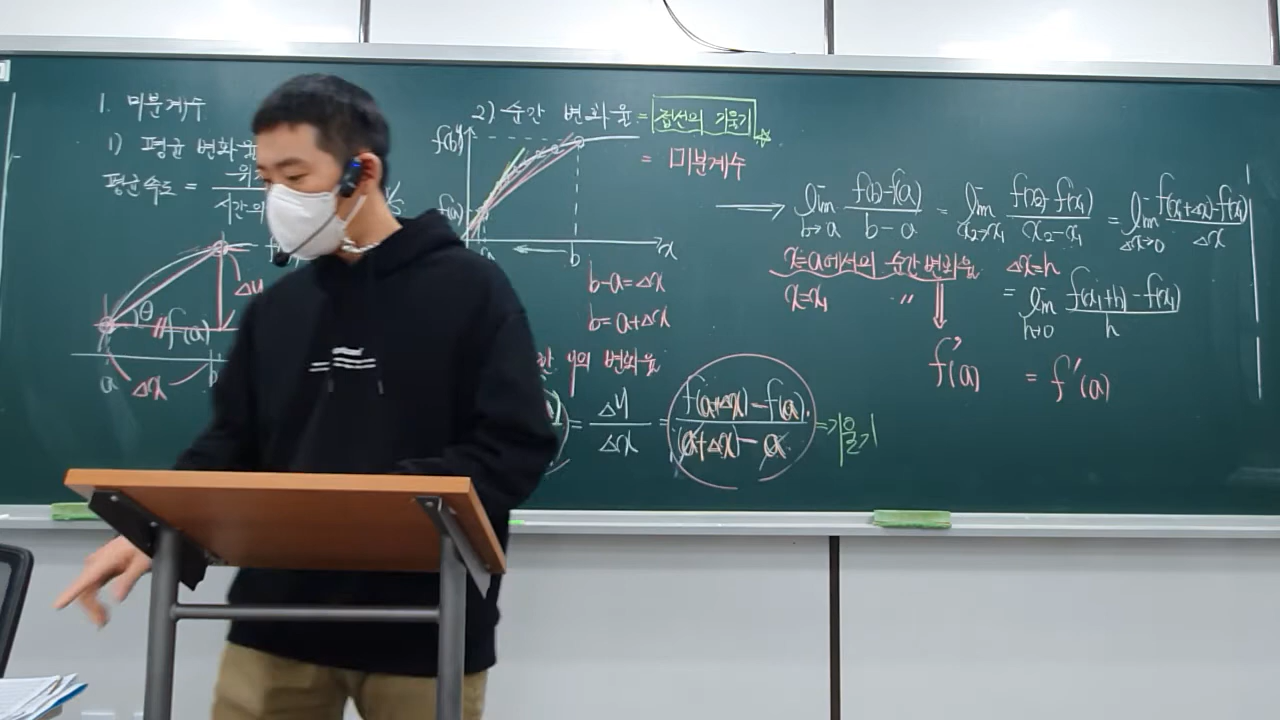 1. 미분계수
1) 평균 변화율
평균속도 =
시간의
f(a)
Δy
θ
a Δx b
2) 순간 변화율 = 접선의 기울기
= 미분계수
f(b) y
f(a)
a b x
b-a=Δx
b=a+Δx
y의 변화율
= Δy/Δx = (f(a+Δx)-f(a))/((a+Δx)-a) = 기울기
→ lim b→a (f(b)-f(a))/(b-a) = lim x₂→x₁ (f(x₂)-f(x₁))/(x₂-x₁) = lim Δx→0 (f(x₁+Δx)-f(x₁))/Δx
x=a에서의 순간변화율 Δx=h
x=x₁ 〃 = lim h→0 (f(x₁+h)-f(x₁))/h
f'(a) = f'(a)